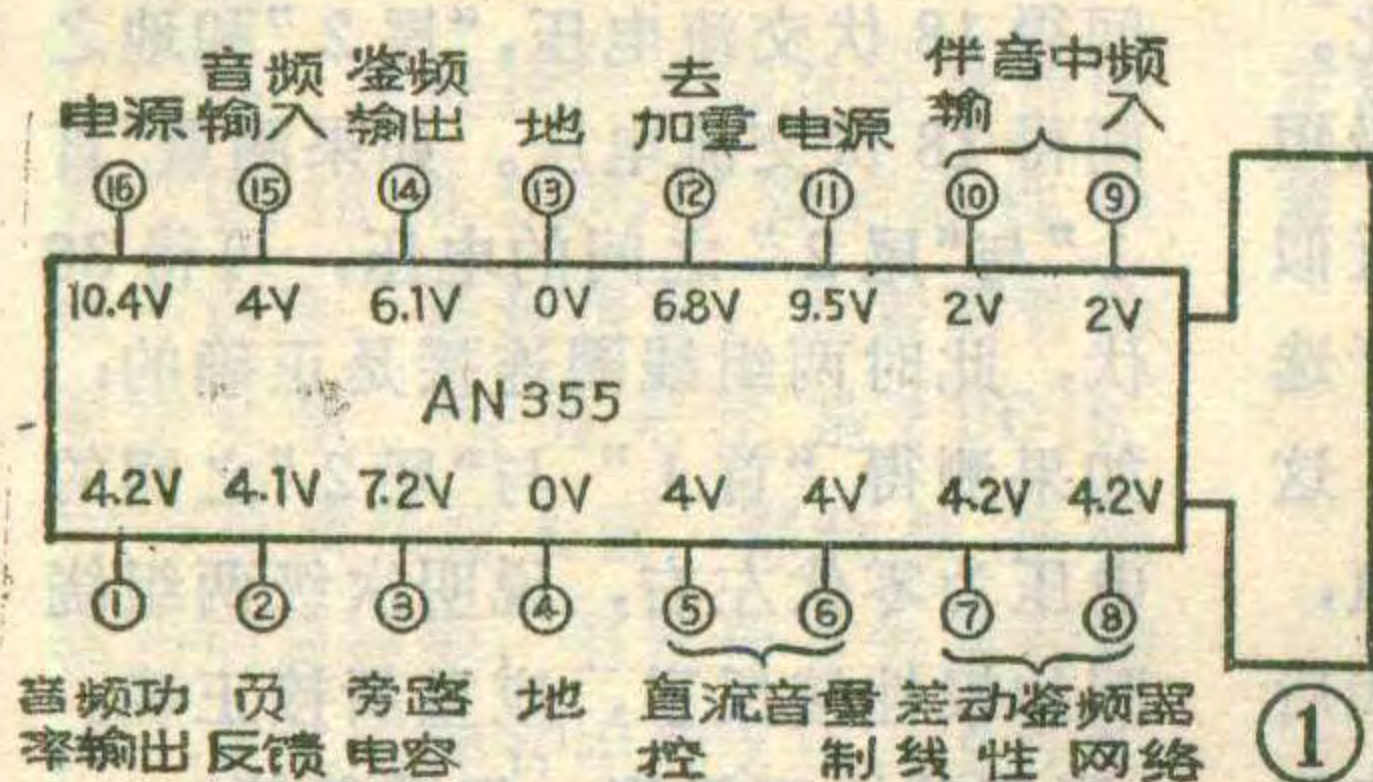 音频 鉴频 去 伴音中频
电源 输入 输出 地 加重 电源 输 入
⑯ ⑮ ⑭ ⑬ ⑫ ⑪ ⑩ ⑨
10.4V 4V 6.1V 0V 6.8V 9.5V 2V 2V
AN355
4.2V 4.1V 7.2V 0V 4V 4V 4.2V 4.2V
① ② ③ ④ ⑤ ⑥ ⑦ ⑧
音频功 负 旁路 地 直流音量 差动鉴频器
率输出 反馈 电容 控 制 线性网络
①